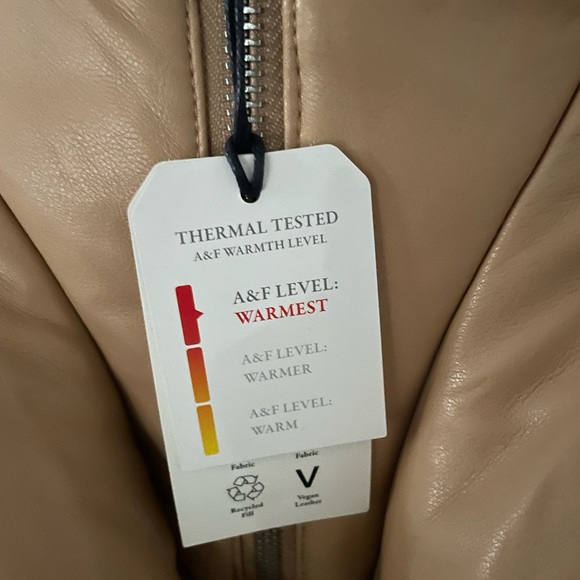 THERMAL TESTED
A&F WARMTH LEVEL
A&F LEVEL:
WARMEST
A&F LEVEL:
WARMER
A&F LEVEL:
WARM
Fabric
Fabric
V
Recycled
Fill
Vegan
Leather